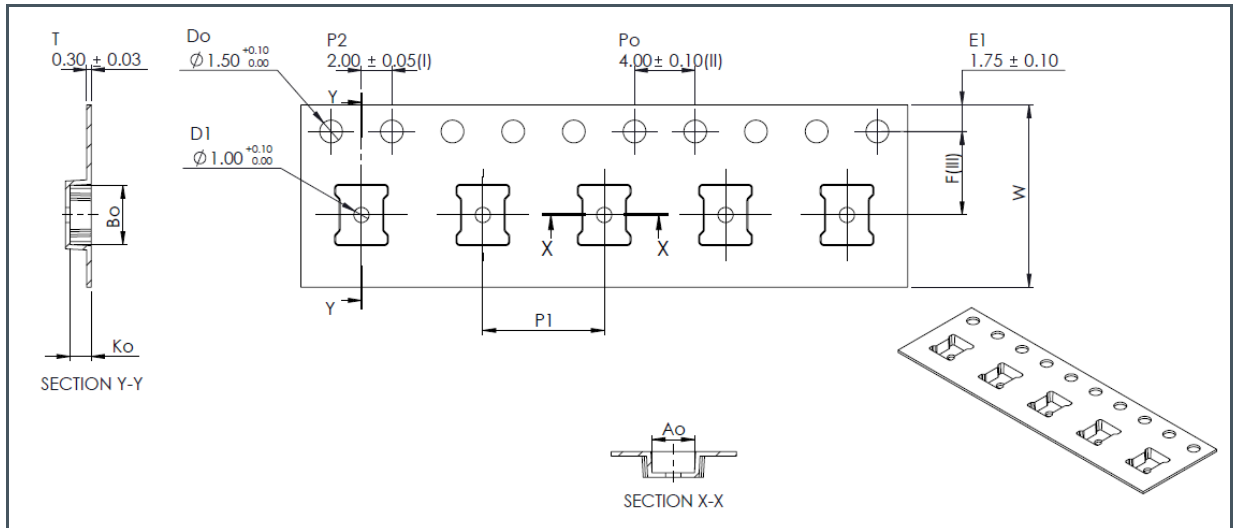 T
0.30 ± 0.03
Do
Ø 1.50 +0.10 0.00
P2
2.00 ± 0.05(I)
Po
4.00± 0.10(II)
E1
1.75 ± 0.10
Y
D1
Ø 1.00 +0.10 0.00
F(III)
W
Bo
X
X
Y
P1
Ko
SECTION Y-Y
Ao
SECTION X-X